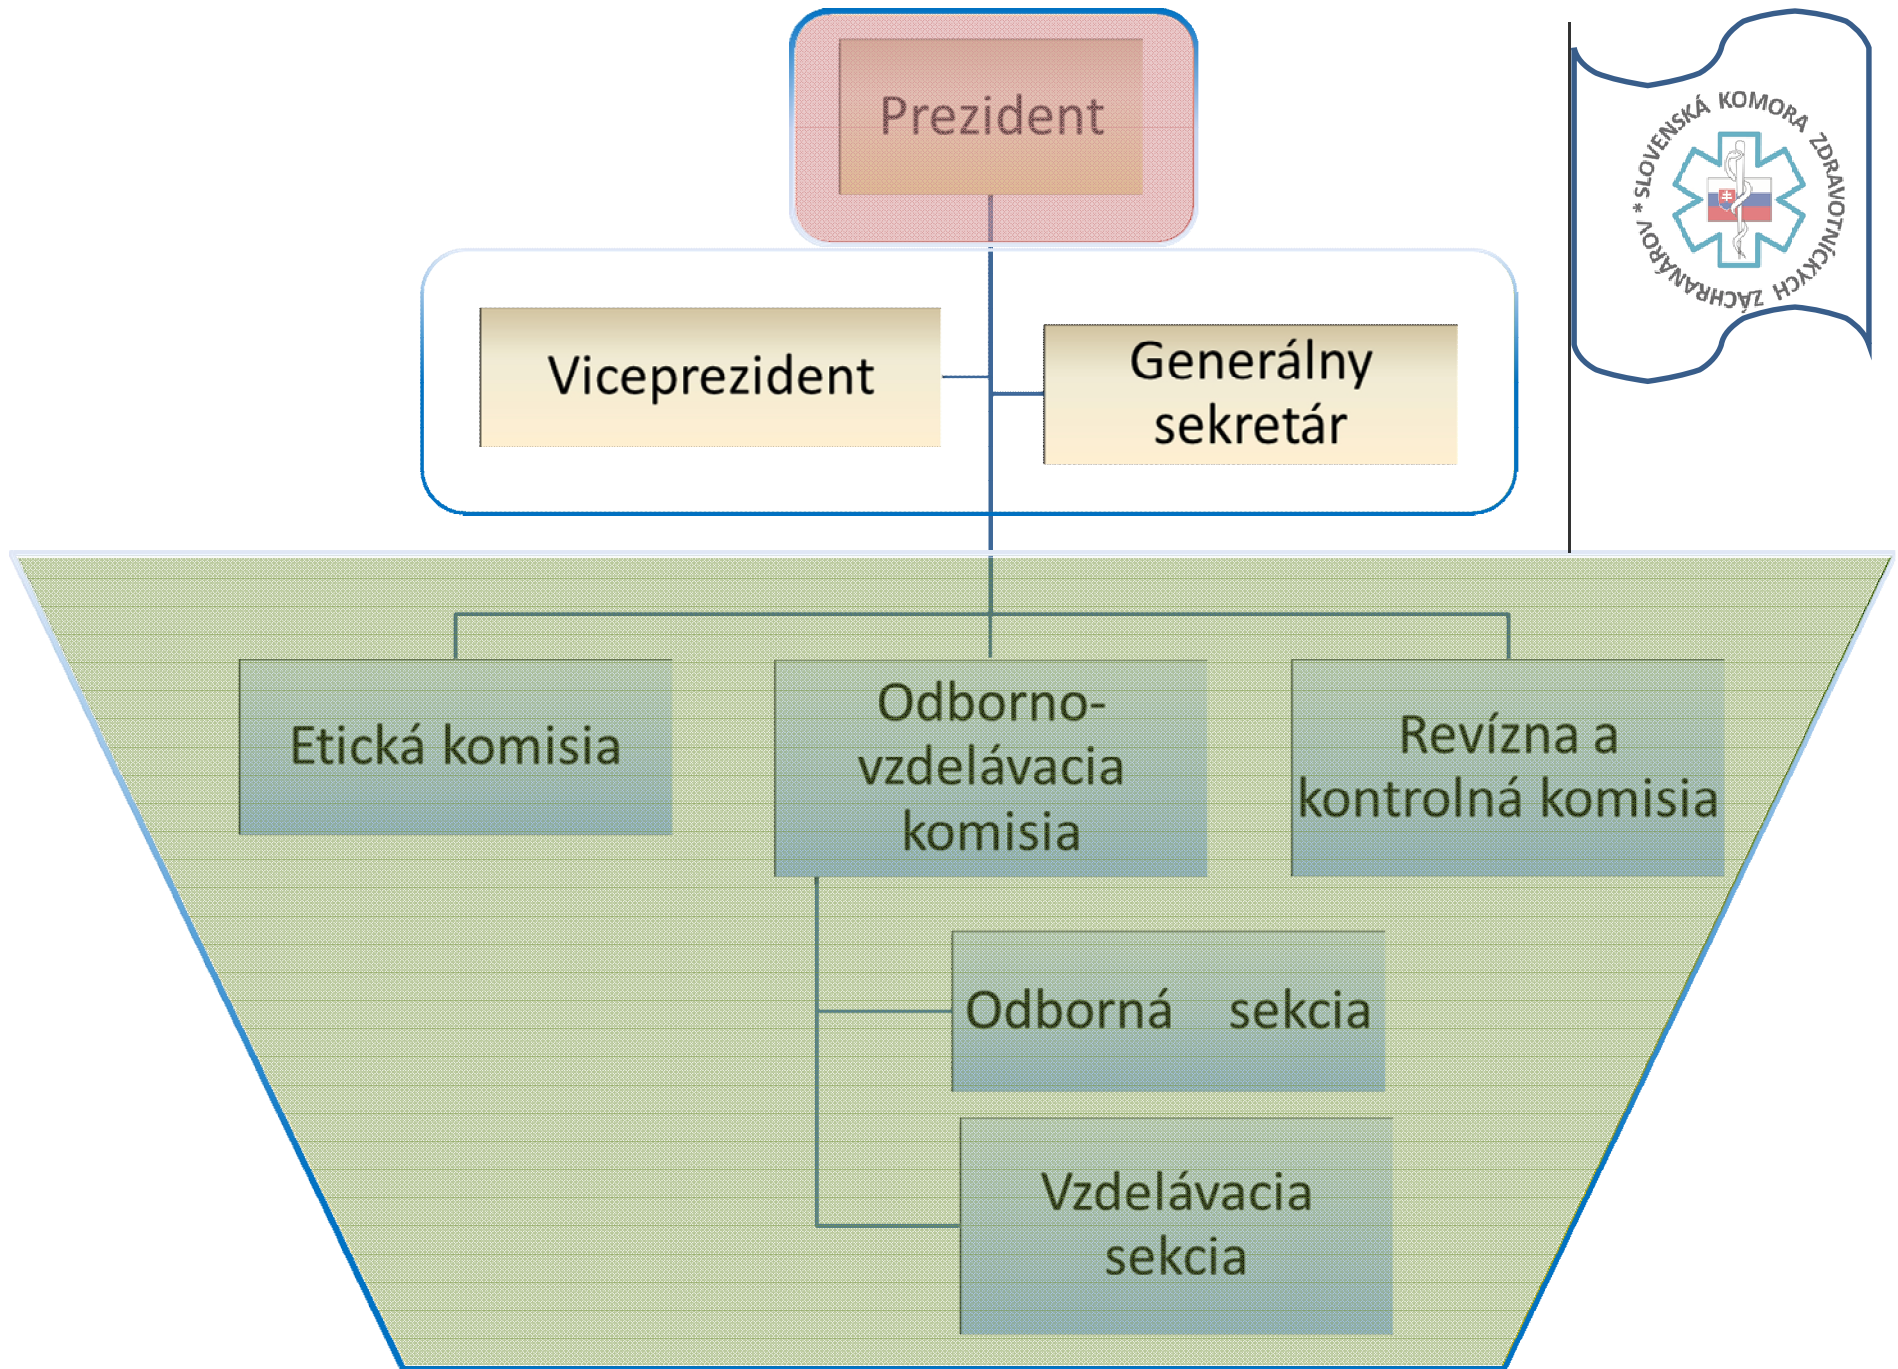 Prezident
* SLOVENSKÁ KOMORA ZDRAVOTNÍCKYCH ZÁCHRANÁROV
Viceprezident
Generálny
sekretár
Etická komisia
Odborno-
vzdelávacia
komisia
Revízna a
kontrolná komisia
Odborná sekcia
Vzdelávacia
sekcia